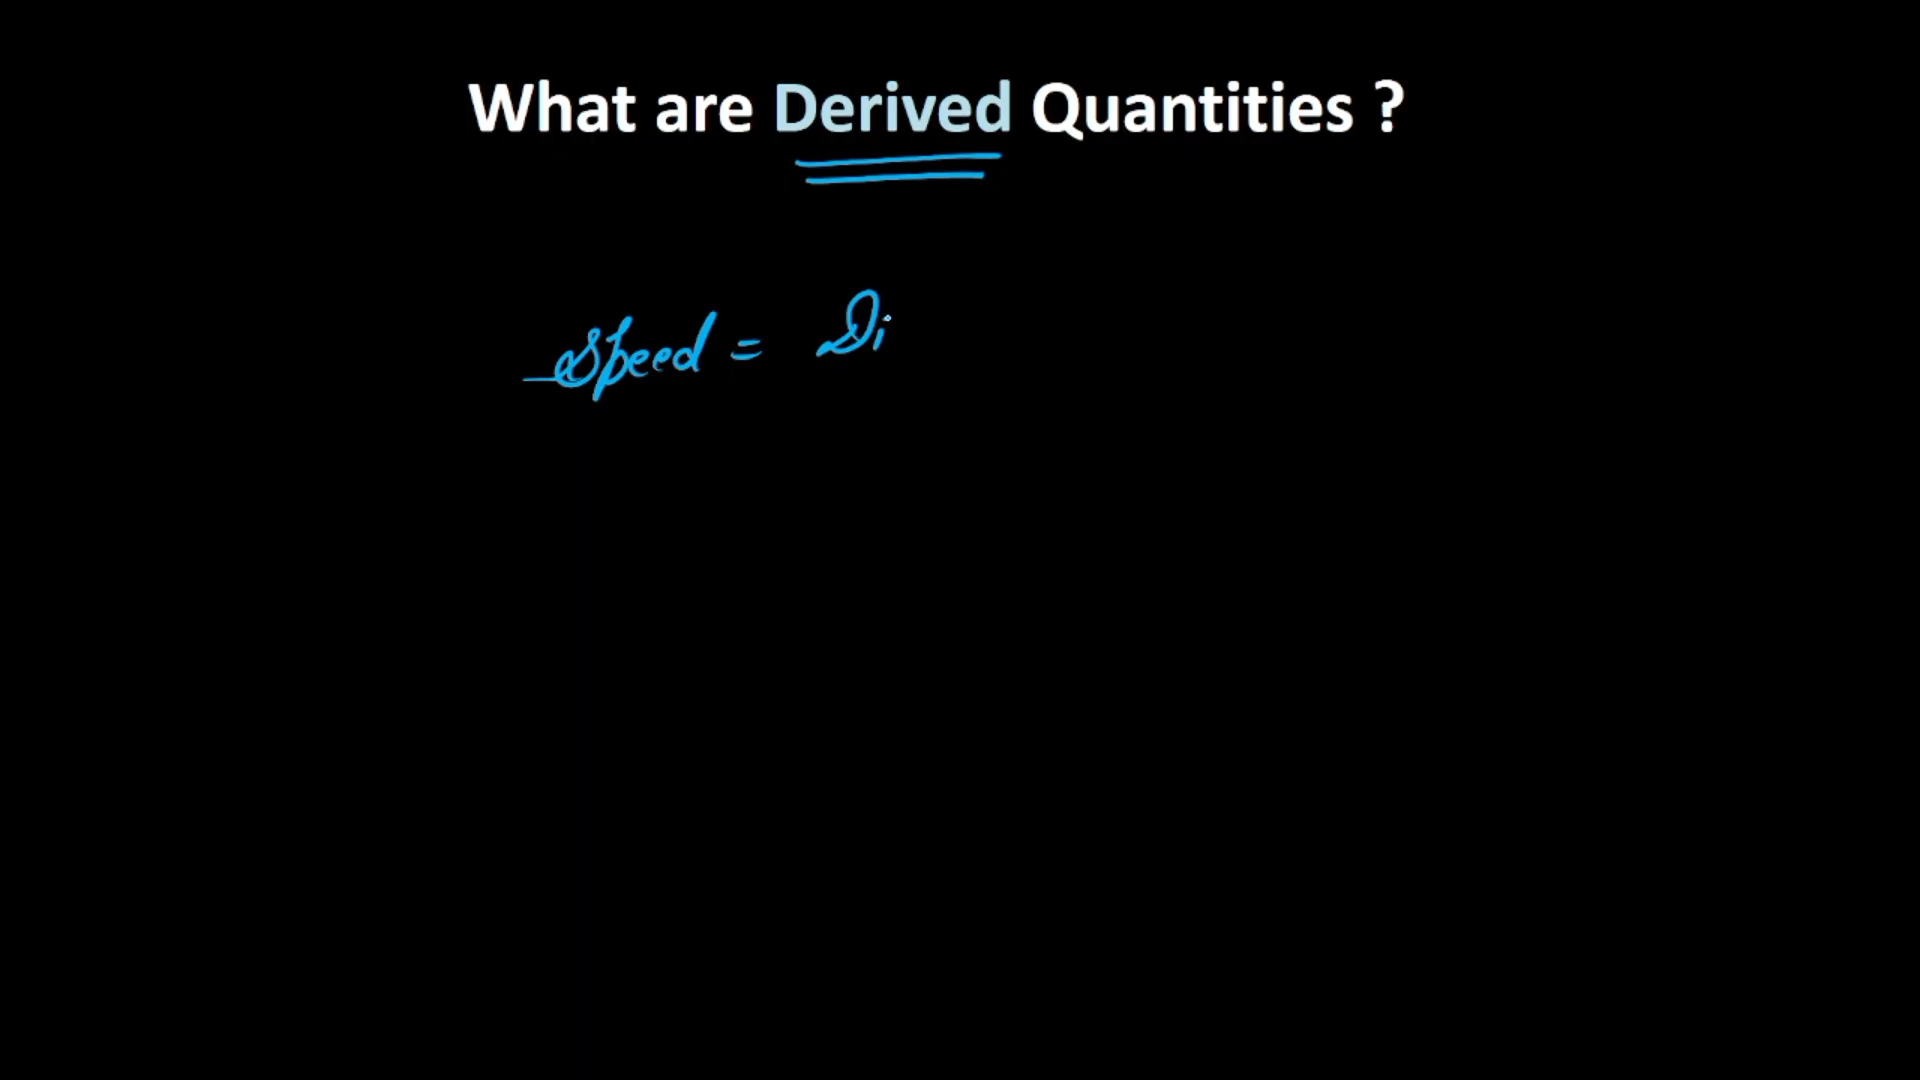 What are Derived Quantities ?
Speed = Di